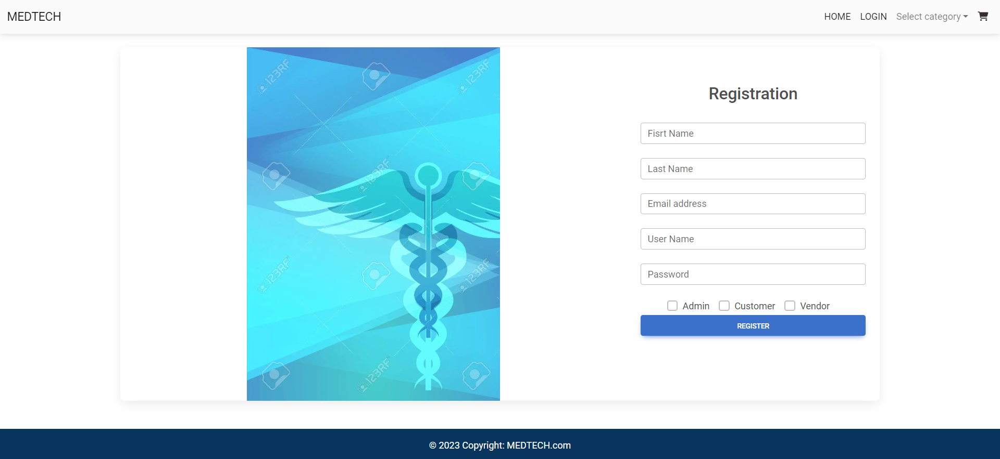 MEDTECH
HOME LOGIN Select category
123RF
123RF
123RF
123RF
123RF
123RF
Registration
Fisrt Name
Last Name
Email address
User Name
Password
Admin Customer Vendor
REGISTER
© 2023 Copyright: MEDTECH.com